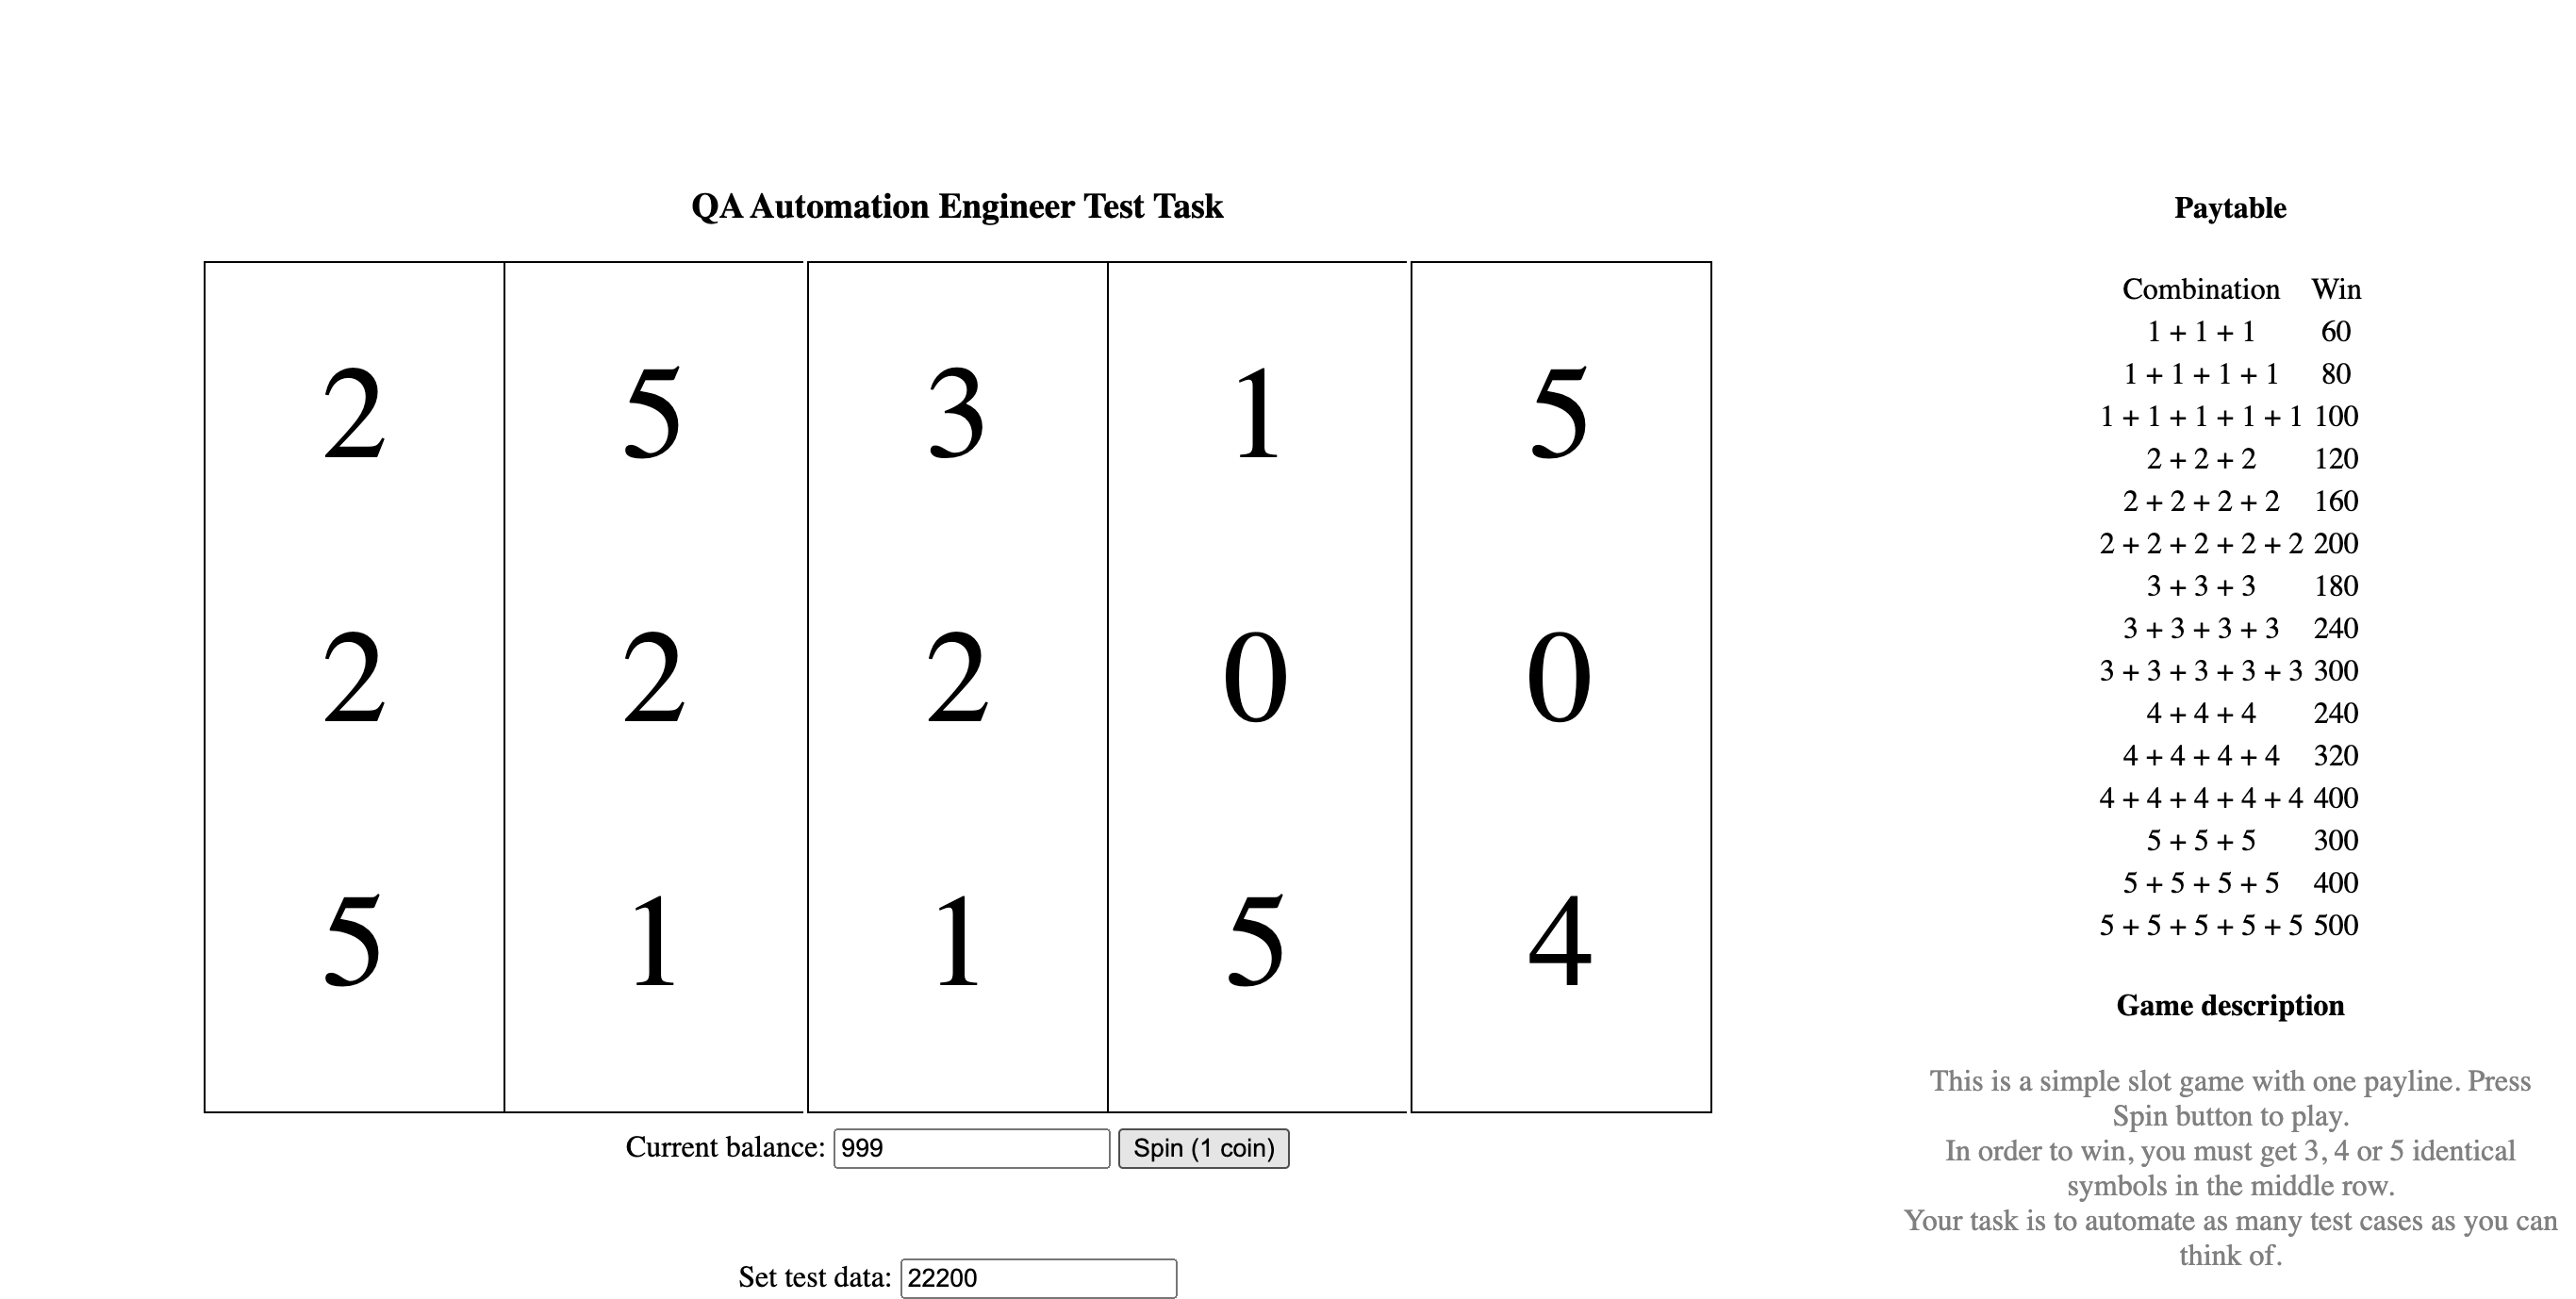 QA Automation Engineer Test Task
2 5 3 1 5
2 2 2 0 0
5 1 1 5 4
Current balance: 999 Spin (1 coin)
Set test data: 22200
Paytable
Combination Win
1 + 1 + 1 60
1 + 1 + 1 + 1 80
1 + 1 + 1 + 1 + 1 100
2 + 2 + 2 120
2 + 2 + 2 + 2 160
2 + 2 + 2 + 2 + 2 200
3 + 3 + 3 180
3 + 3 + 3 + 3 240
3 + 3 + 3 + 3 + 3 300
4 + 4 + 4 240
4 + 4 + 4 + 4 320
4 + 4 + 4 + 4 + 4 400
5 + 5 + 5 300
5 + 5 + 5 + 5 400
5 + 5 + 5 + 5 + 5 500
Game description
This is a simple slot game with one payline. Press
Spin button to play.
In order to win, you must get 3, 4 or 5 identical
symbols in the middle row.
Your task is to automate as many test cases as you can
think of.